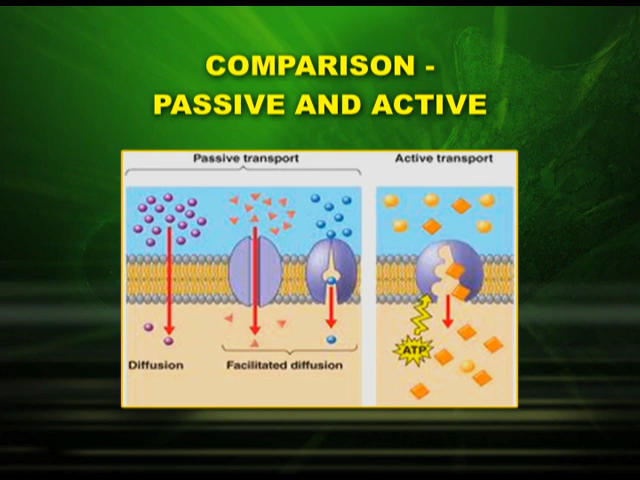 COMPARISON -
PASSIVE AND ACTIVE
Passive transport
Active transport
ATP
Diffusion
Facilitated diffusion